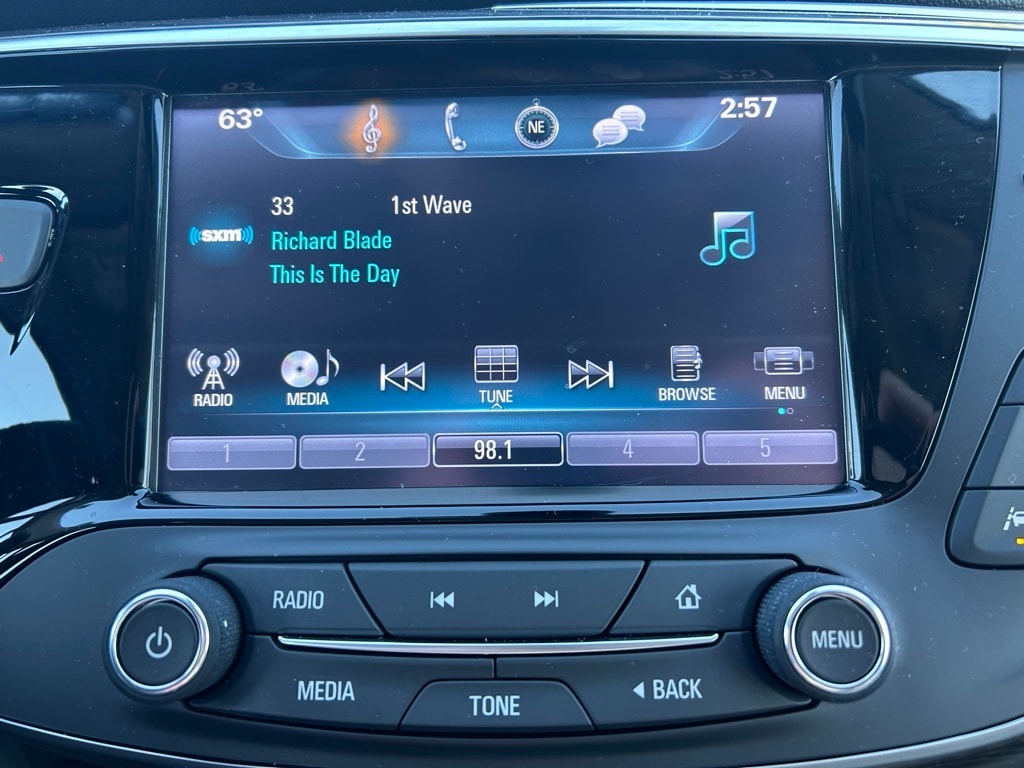 63°
NE
2:57
33 1st Wave
sxm
Richard Blade
This Is The Day
RADIO
MEDIA
TUNE
BROWSE
MENU
1
2
98.1
4
5
RADIO
MENU
MEDIA
TONE
BACK